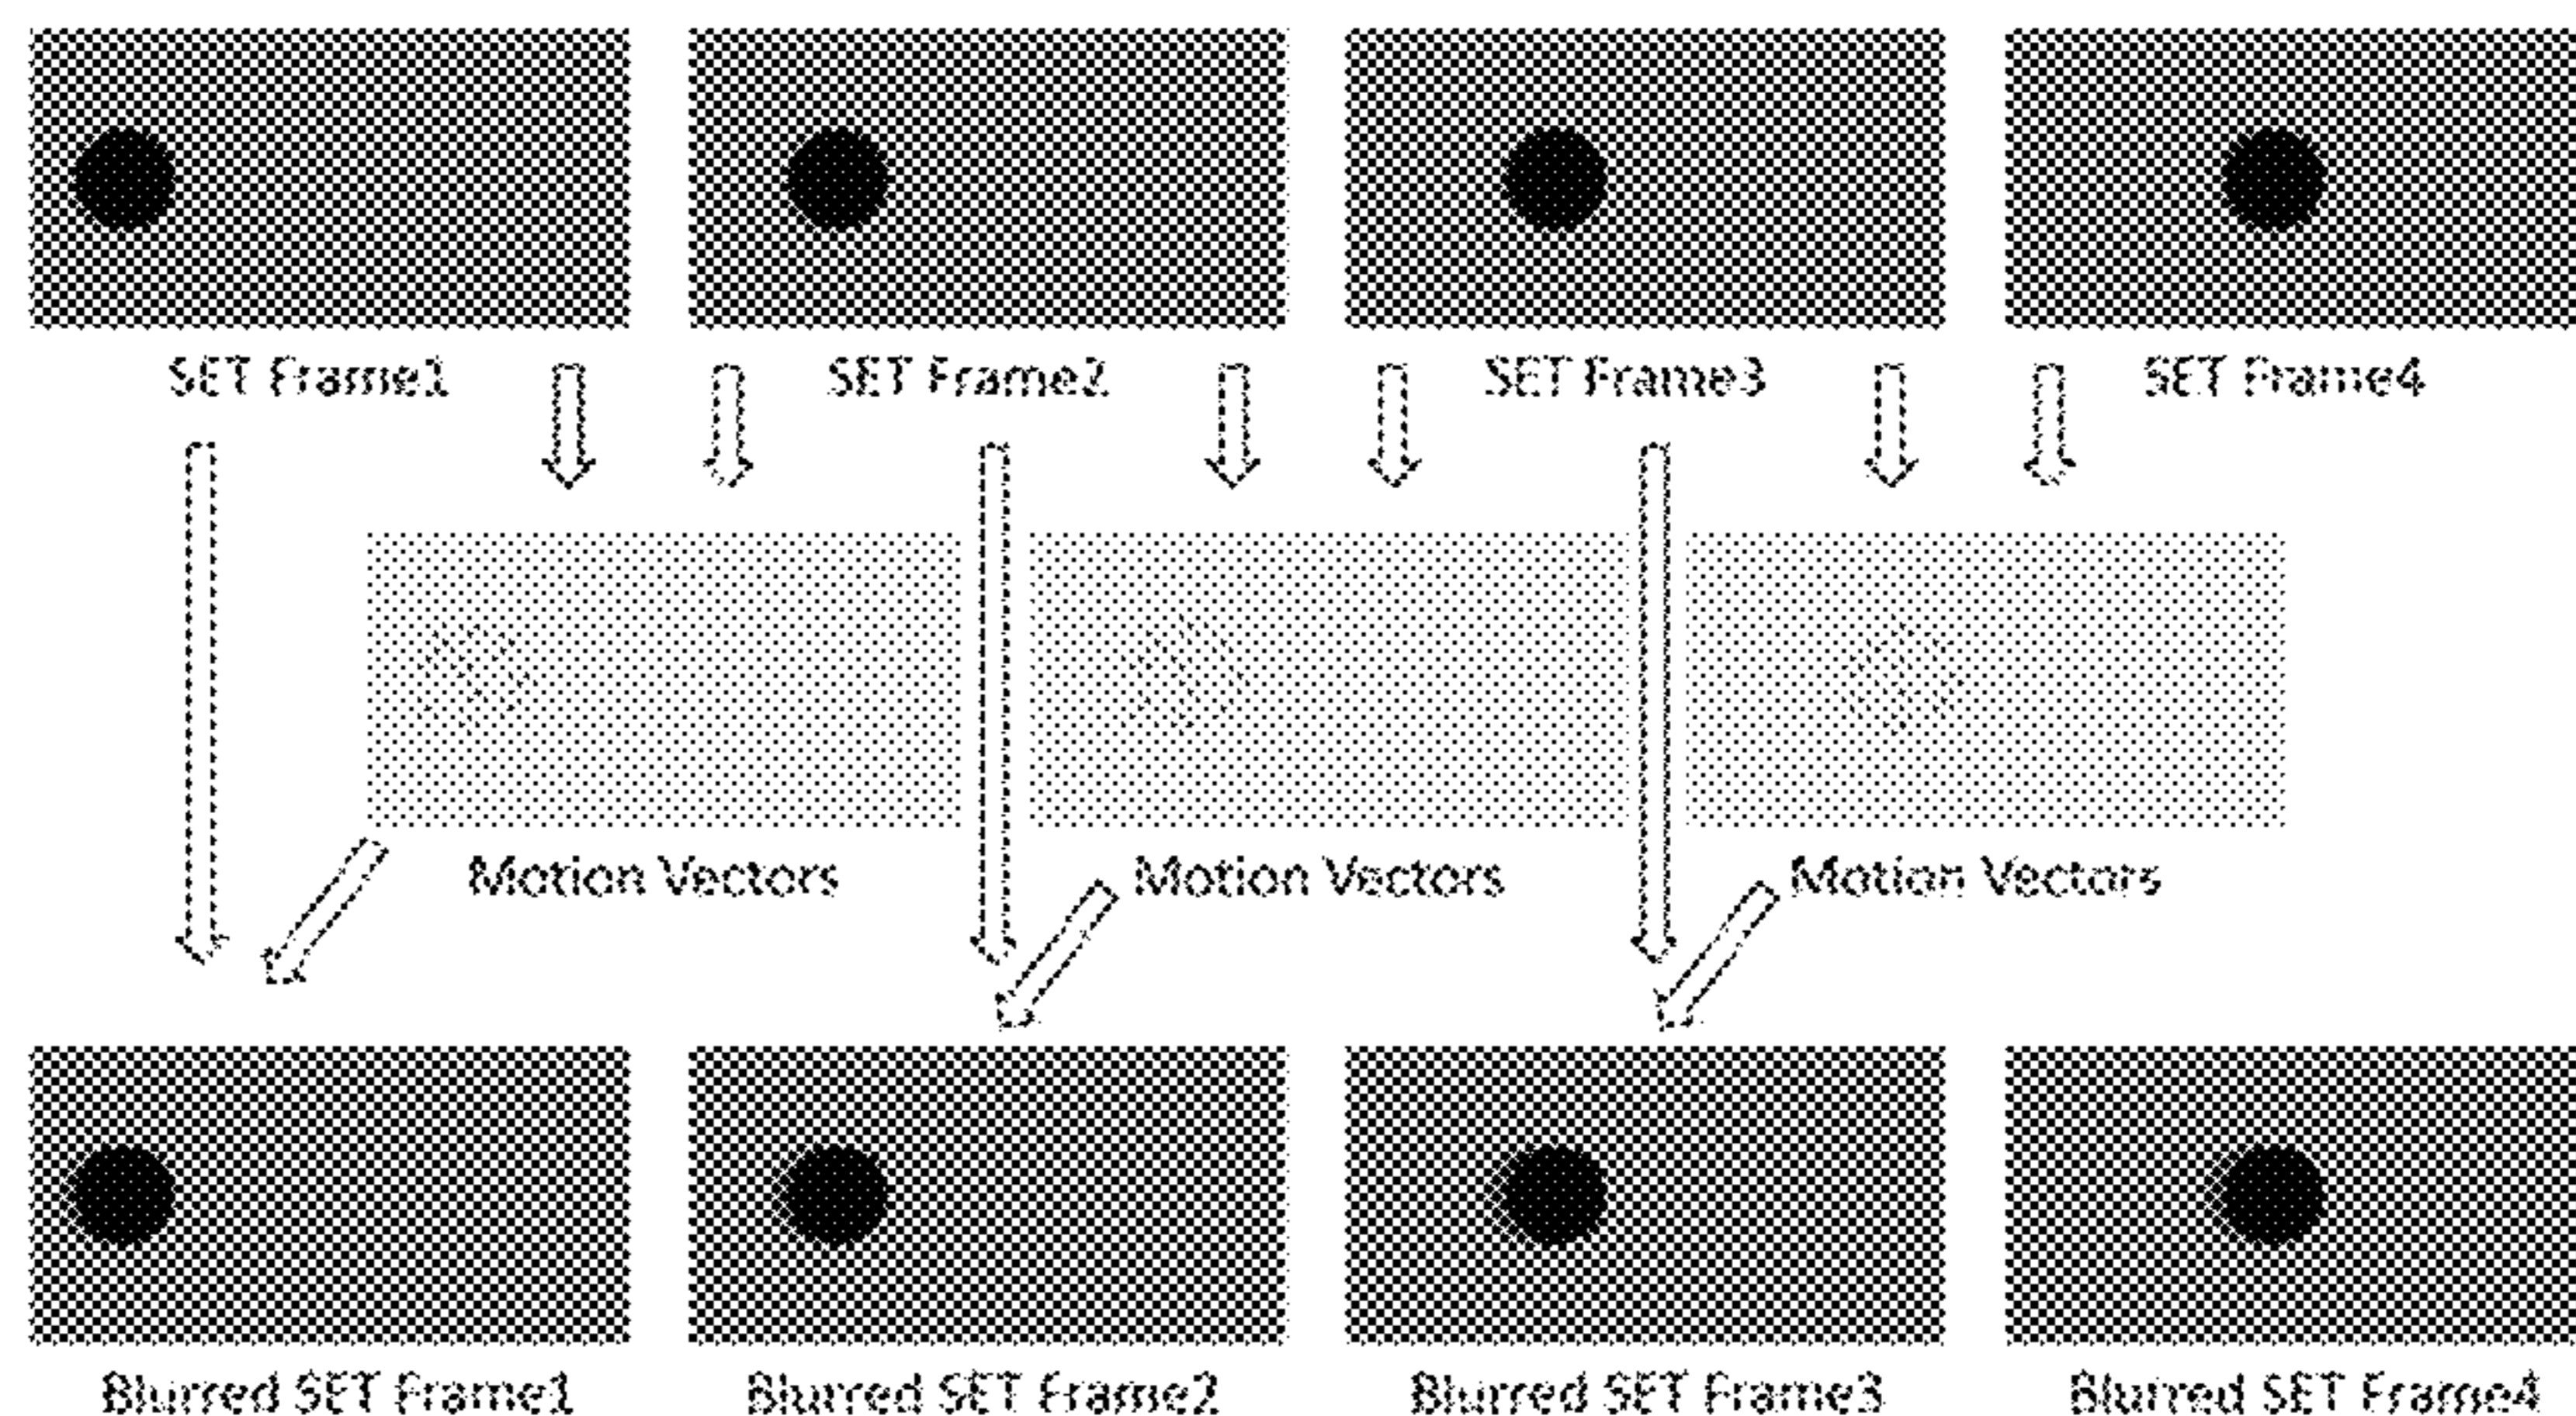 SET Frame1
SET Frame2
SET Frame3
SET Frame4
Motion Vectors
Motion Vectors
Motion Vectors
Blurred SET Frame1
Blurred SET Frame2
Blurred SET Frame3
Blurred SET Frame4